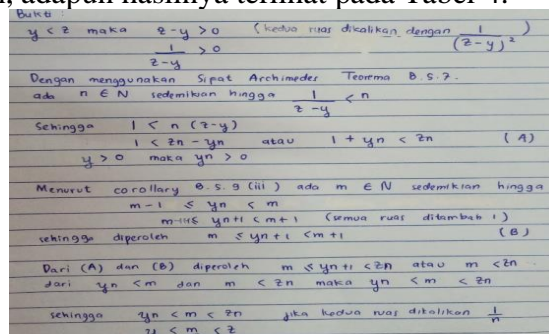 , adapun hasilnya terlihat pada Tabel 4.
Bukti :
y < z maka z - y > 0 (kedua ruas dikalikan dengan 1/(z-y)²)
1/(z-y) > 0
Dengan menggunakan Sipat Archimedes Teorema B.5.7.
ada n ∈ N sedemikian hingga 1/(z-y) < n
Sehingga 1 < n (z-y)
1 < zn - yn atau 1 + yn < zn (A)
y > 0 maka yn > 0
Menurut corollary B.5.9 (iii) ada m ∈ N sedemikian hingga
m - 1 ≤ yn < m
m-1+1≤ yn+1 < m+1 (semua ruas ditambah 1)
sehingga diperoleh m ≤ yn+1 < m+1 (B)
Dari (A) dan (B) diperoleh m ≤ yn+1 < zn atau m < zn
dari yn < m dan m < zn maka yn < m < zn
sehingga yn < m < zn jika kedua ruas dikalikan 1/n
y < m < z